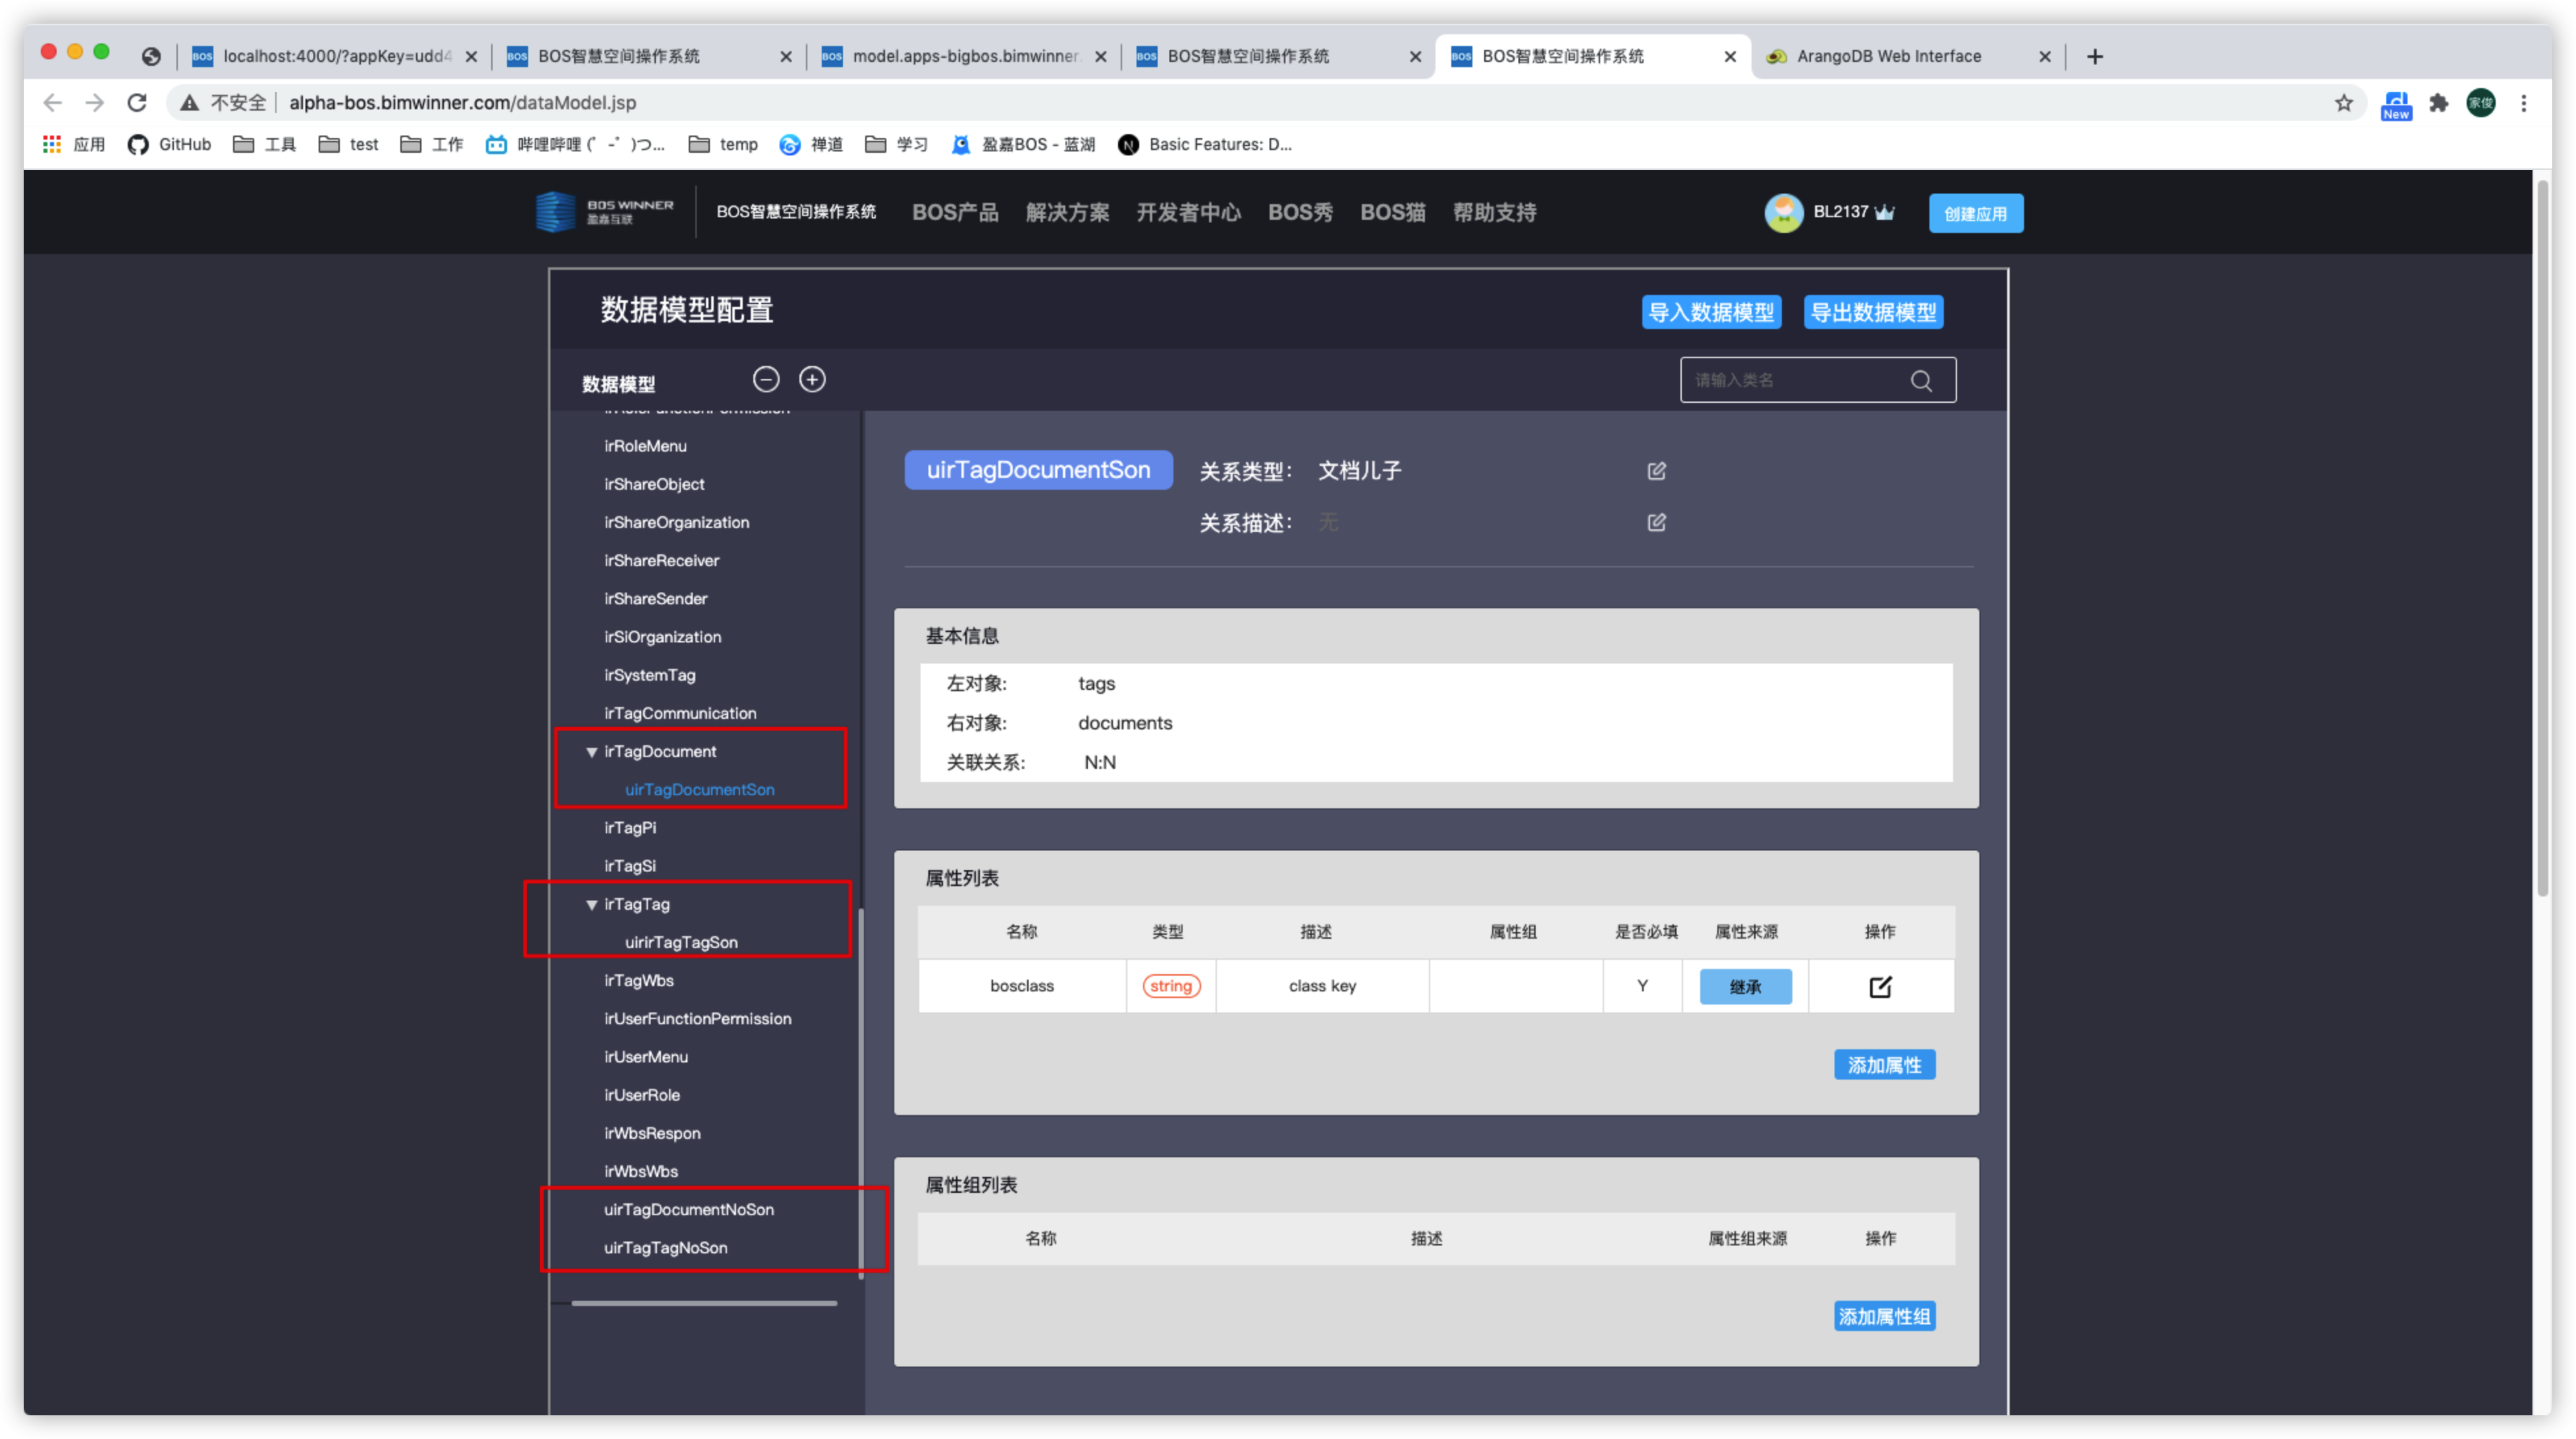 localhost:4000/?appKey=udd4
BOS智慧空间操作系统
model.apps-bigbos.bimwinner.
BOS智慧空间操作系统
BOS智慧空间操作系统
ArangoDB Web Interface
不安全 alpha-bos.bimwinner.com/dataModel.jsp
New
家俊
应用
GitHub
工具
test
工作
哔哩哔哩 (゜-゜)つ...
temp
禅道
学习
盈嘉BOS - 蓝湖
Basic Features: D...
BOS WINNER
盈嘉互联
BOS智慧空间操作系统
BOS产品
解决方案
开发者中心
BOS秀
BOS猫
帮助支持
BL2137
创建应用
数据模型配置
导入数据模型
导出数据模型
数据模型
请输入类名
irRoleMenu
irShareObject
irShareOrganization
irShareReceiver
irShareSender
irSiOrganization
irSystemTag
irTagCommunication
irTagDocument
uirTagDocumentSon
irTagPi
irTagSi
irTagTag
uirirTagTagSon
irTagWbs
irUserFunctionPermission
irUserMenu
irUserRole
irWbsRespon
irWbsWbs
uirTagDocumentNoSon
uirTagTagNoSon
uirTagDocumentSon
关系类型： 文档儿子
关系描述： 无
基本信息
左对象: tags
右对象: documents
关联关系: N:N
属性列表
名称 类型 描述 属性组 是否必填 属性来源 操作
bosclass string class key Y 继承
添加属性
属性组列表
名称 描述 属性组来源 操作
添加属性组